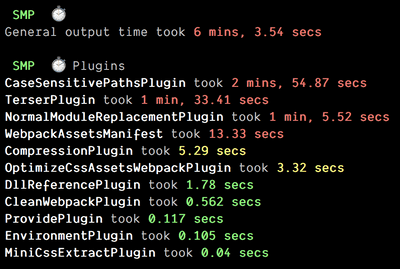 SMP ⏱
General output time took 6 mins, 3.54 secs
SMP ⏱ Plugins
CaseSensitivePathsPlugin took 2 mins, 54.87 secs
TerserPlugin took 1 min, 33.41 secs
NormalModuleReplacementPlugin took 1 min, 5.52 secs
WebpackAssetsManifest took 13.33 secs
CompressionPlugin took 5.29 secs
OptimizeCssAssetsWebpackPlugin took 3.32 secs
DllReferencePlugin took 1.78 secs
CleanWebpackPlugin took 0.562 secs
ProvidePlugin took 0.117 secs
EnvironmentPlugin took 0.105 secs
MiniCssExtractPlugin took 0.04 secs